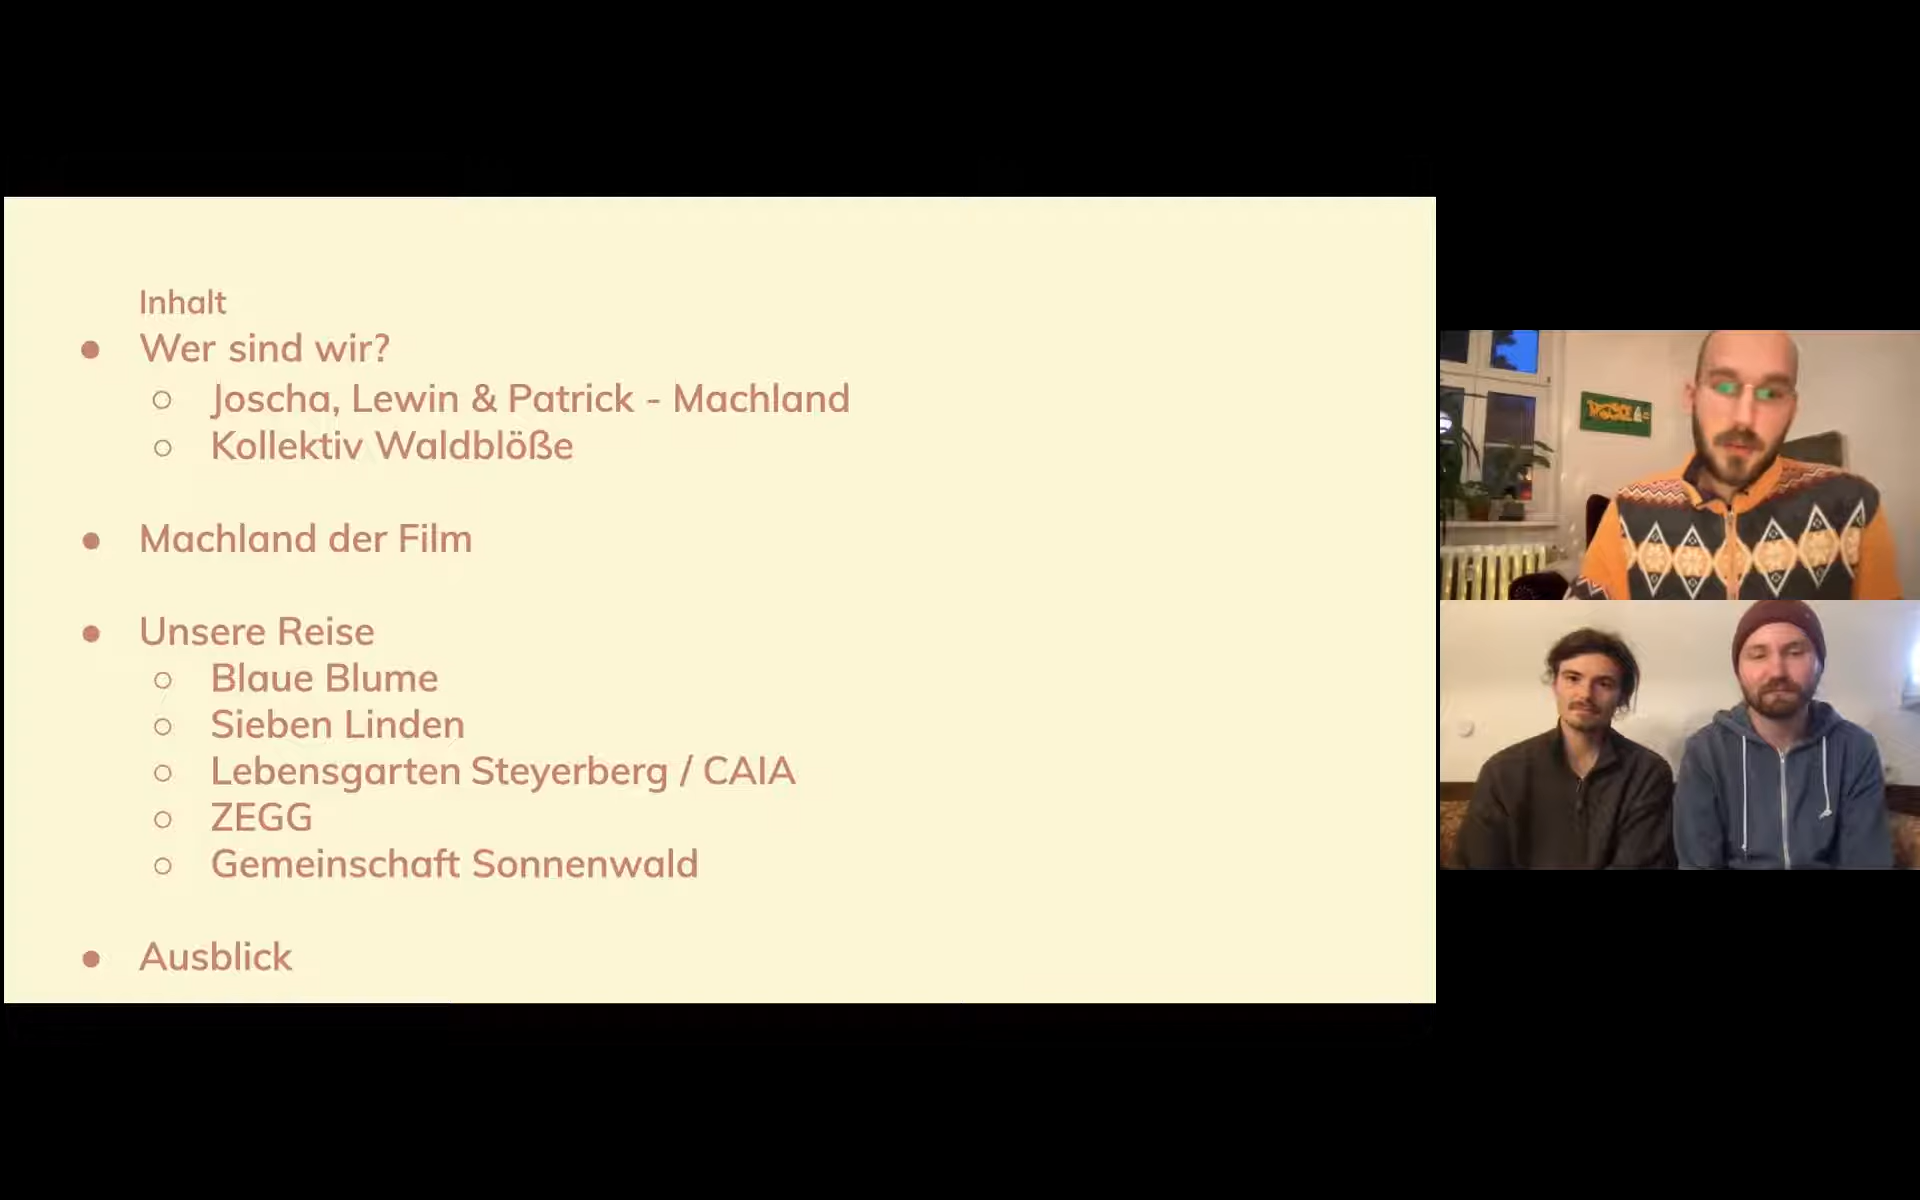 Inhalt
● Wer sind wir?
○ Joscha, Lewin & Patrick - Machland
○ Kollektiv Waldblöße
● Machland der Film
● Unsere Reise
○ Blaue Blume
○ Sieben Linden
○ Lebensgarten Steyerberg / CAIA
○ ZEGG
○ Gemeinschaft Sonnenwald
● Ausblick